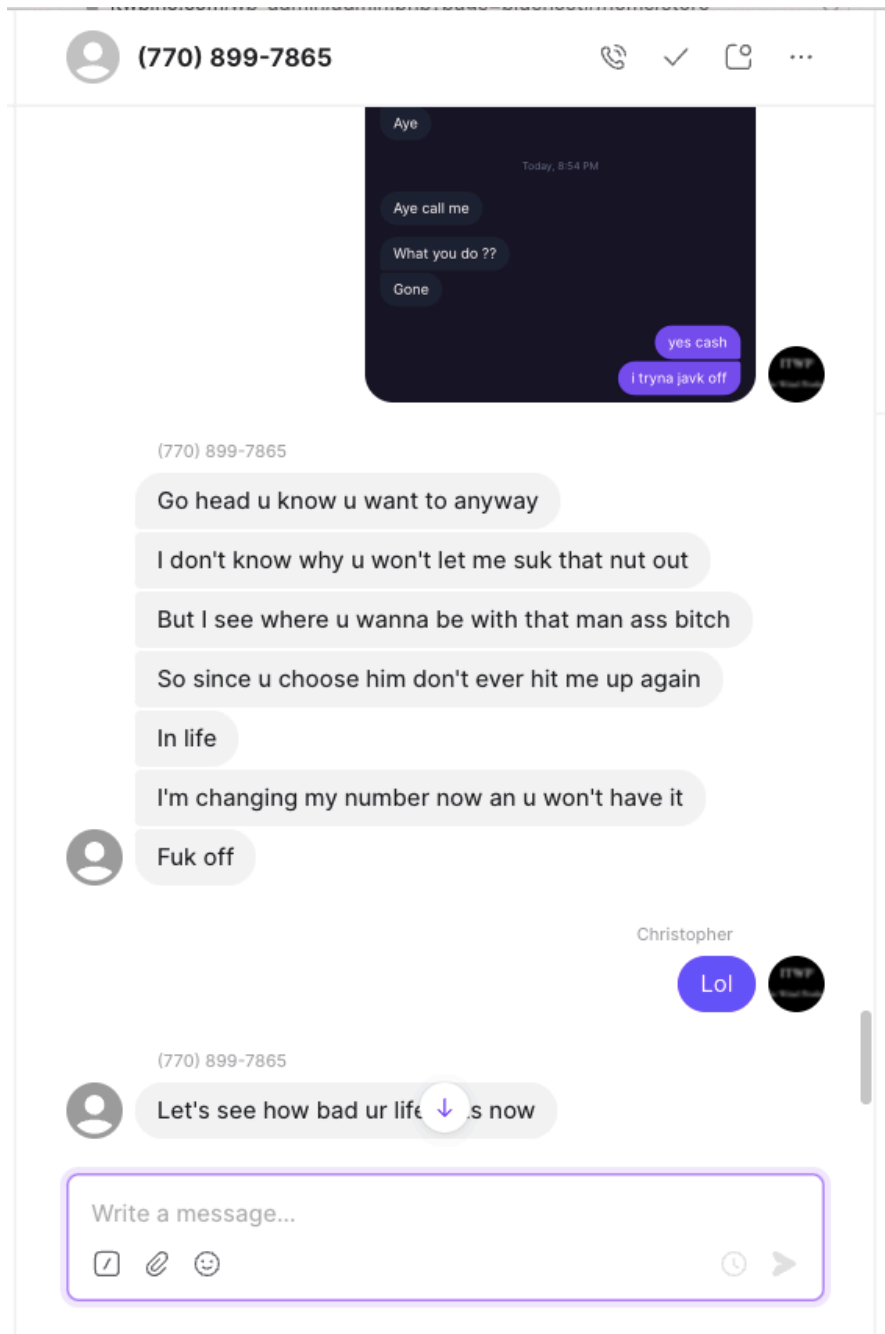 (770) 899-7865
Aye
Today, 8:54 PM
Aye call me
What you do ??
Gone
yes cash
i tryna javk off
ITWP
(770) 899-7865
Go head u know u want to anyway
I don't know why u won't let me suk that nut out
But I see where u wanna be with that man ass bitch
So since u choose him don't ever hit me up again
In life
I'm changing my number now an u won't have it
Fuk off
Christopher
Lol
ITWP
(770) 899-7865
Let's see how bad ur now
Write a message...